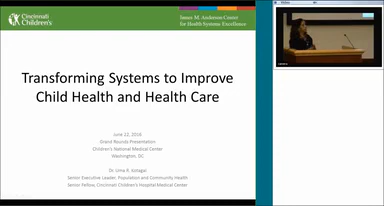 Cincinnati
Children's
James M. Anderson Center
for Health Systems Excellence
Transforming Systems to Improve
Child Health and Health Care
June 22, 2016
Grand Rounds Presentation
Children's National Medical Center
Washington, DC
Dr. Uma R. Kotagal
Senior Executive Leader, Population and Community Health
Senior Fellow, Cincinnati Children's Hospital Medical Center